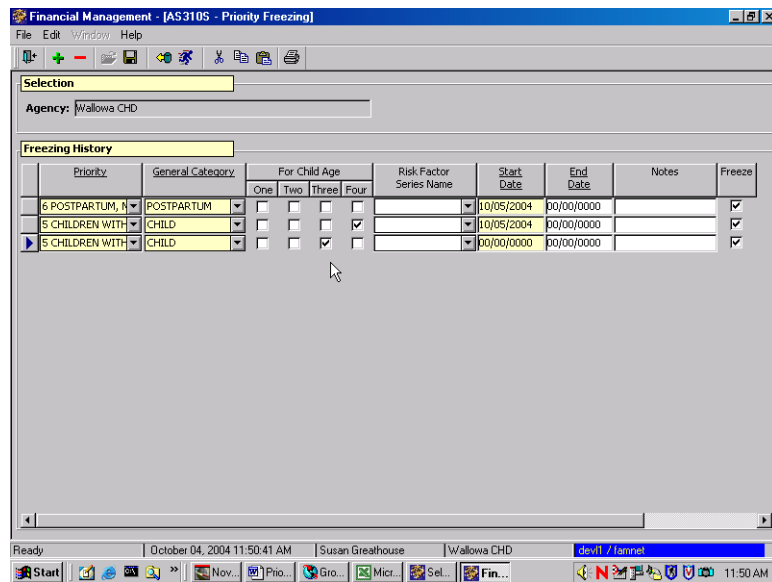 Financial Management - [AS310S - Priority Freezing]
File Edit Window Help
Selection
Agency: Wallowa CHD
Freezing History
Priority General Category For Child Age Risk Factor Series Name Start Date End Date Notes Freeze
One Two Three Four
6 POSTPARTUM, POSTPARTUM 10/05/2004 00/00/0000
5 CHILDREN WITH CHILD 10/05/2004 00/00/0000
5 CHILDREN WITH CHILD 00/00/0000 00/00/0000
Ready October 04, 2004 11:50:41 AM Susan Greathouse Wallowa CHD devl1 / famnet
Start » Nov... Prio... Gro... Micr... Sel... Fin... 11:50 AM